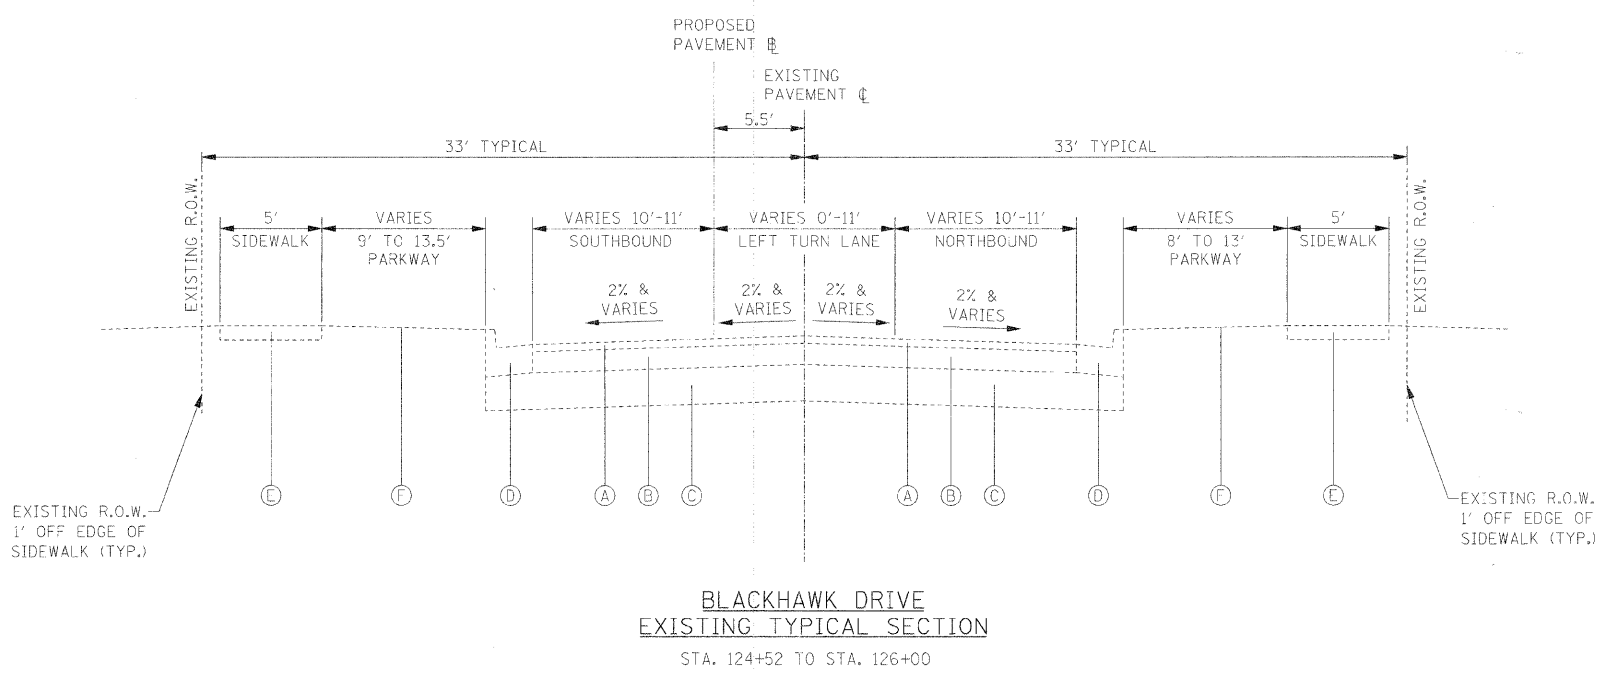 PROPOSED
PAVEMENT ⅊
EXISTING
PAVEMENT ℄
5.5'
33' TYPICAL
33' TYPICAL
EXISTING R.O.W.
5'
SIDEWALK
VARIES
9' TO 13.5'
PARKWAY
VARIES 10'-11'
SOUTHBOUND
VARIES 0'-11'
LEFT TURN LANE
VARIES 10'-11'
NORTHBOUND
VARIES
8' TO 13'
PARKWAY
5'
SIDEWALK
EXISTING R.O.W.
2% &
VARIES
2% &
VARIES
2% &
VARIES
2% &
VARIES
E
F
D
A
B
C
A
B
C
D
F
E
EXISTING R.O.W.
1' OFF EDGE OF
SIDEWALK (TYP.)
EXISTING R.O.W.
1' OFF EDGE OF
SIDEWALK (TYP.)
BLACKHAWK DRIVE
EXISTING TYPICAL SECTION
STA. 124+52 TO STA. 126+00